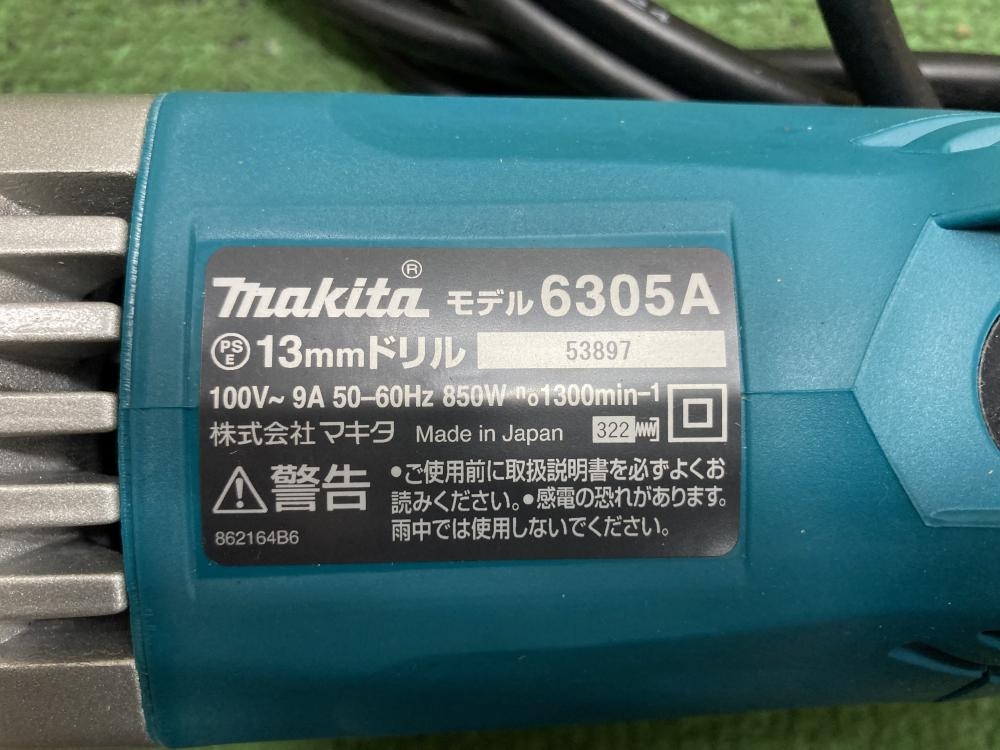 makita® モデル 6305A
PSE 13mmドリル 53897
100V~ 9A 50-60Hz 850W n₀1300min-1
株式会社マキタ Made in Japan 322
警告 •ご使用前に取扱説明書を必ずよくお
読みください。•感電の恐れがあります。
雨中では使用しないでください。
862164B6